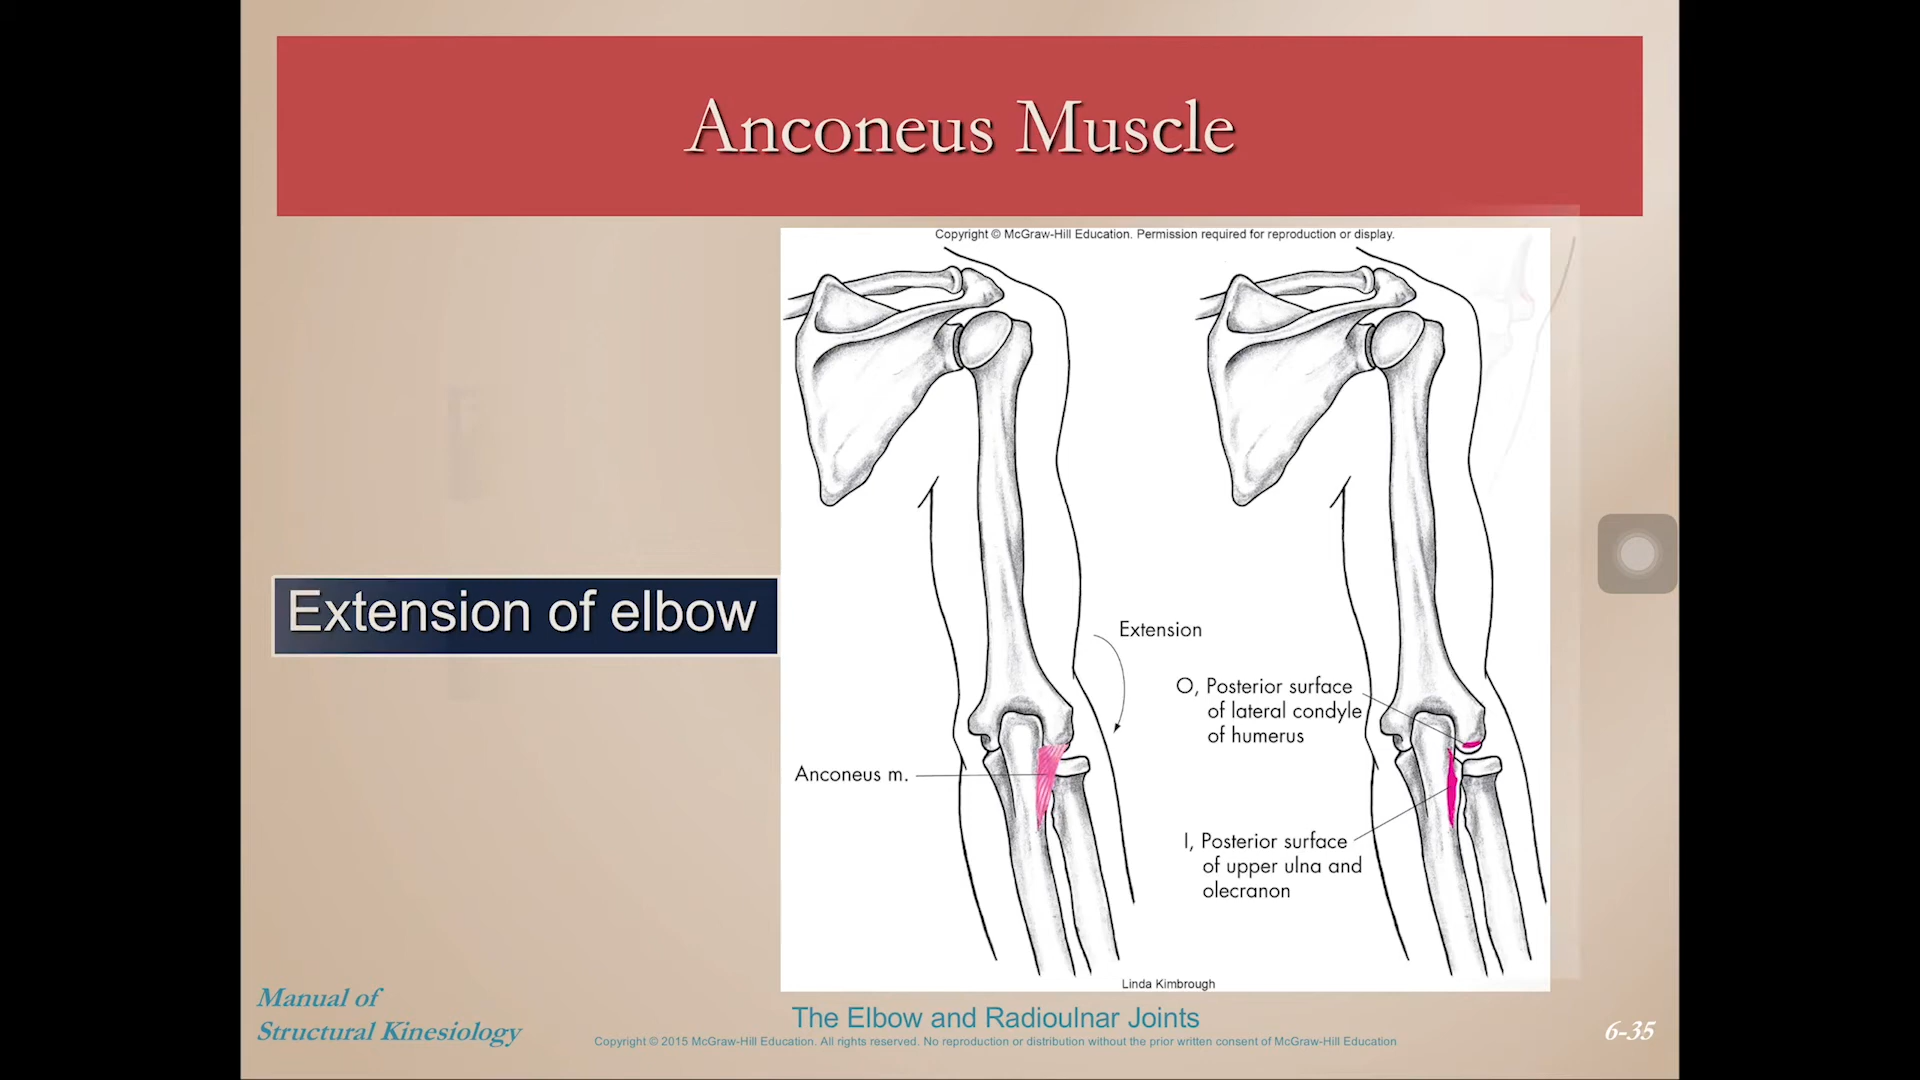 Anconeus Muscle
Copyright © McGraw-Hill Education. Permission required for reproduction or display.
Extension of elbow
Extension
O, Posterior surface
of lateral condyle
of humerus
Anconeus m.
I, Posterior surface
of upper ulna and
olecranon
Linda Kimbrough
Manual of
Structural Kinesiology
The Elbow and Radioulnar Joints
Copyright © 2015 McGraw-Hill Education. All rights reserved. No reproduction or distribution without the prior written consent of McGraw-Hill Education
6-35